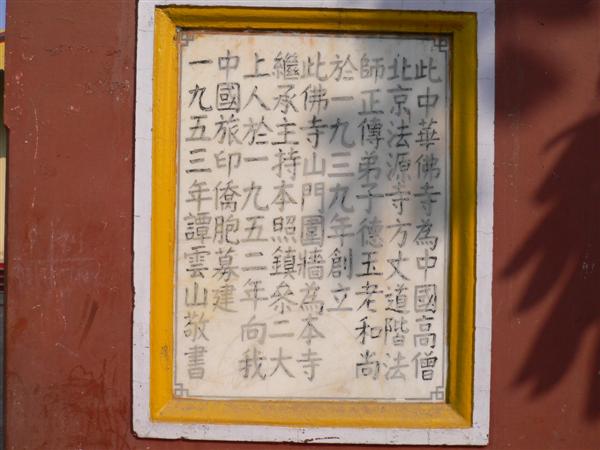 此中華佛寺為中國高僧
北京法源寺方丈道階法
師正傳弟子德玉老和尚
於一九三九年創立
此佛寺山門圍牆為本寺
繼承主持本照鎮參二大
上人於一九五二年向我
中國旅印僑胞募建
一九五三年譚雲山敬書